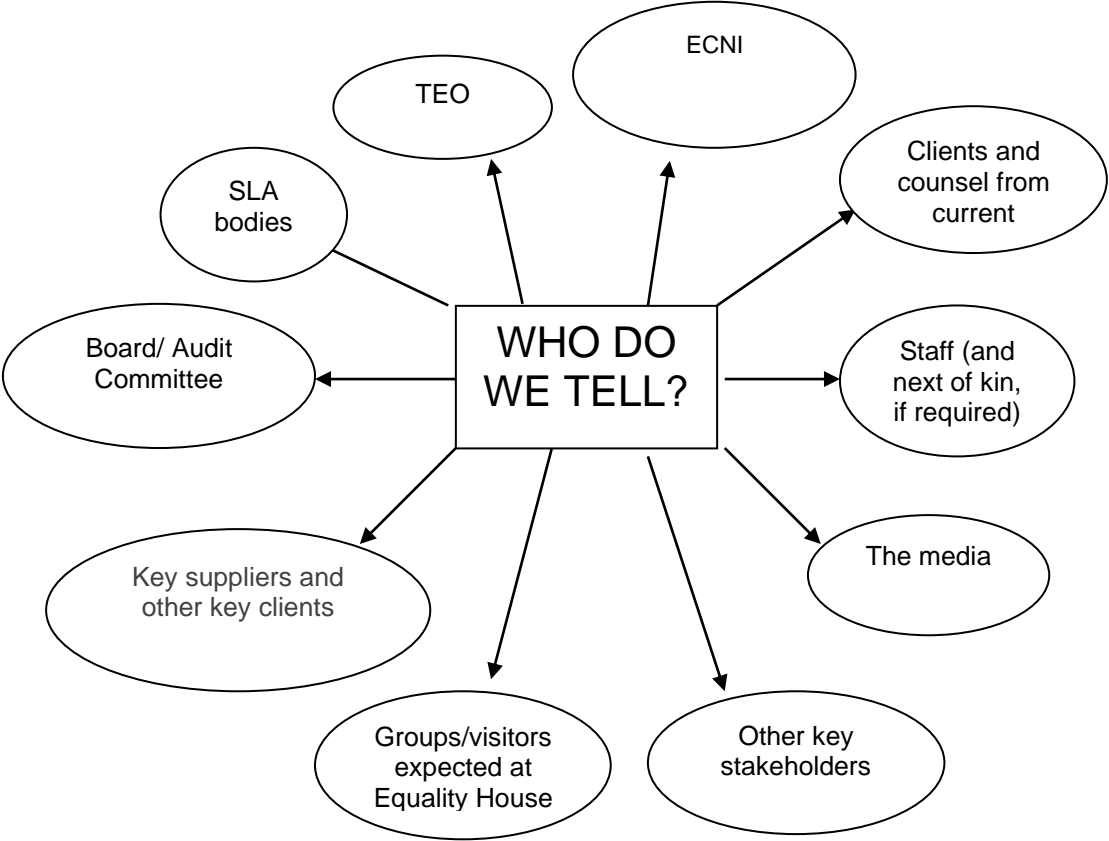 ECNI
TEO
Clients and
counsel from
current
SLA
bodies
WHO DO
WE TELL?
Board/ Audit
Committee
Staff (and
next of kin,
if required)
The media
Key suppliers and
other key clients
Groups/visitors
expected at
Equality House
Other key
stakeholders